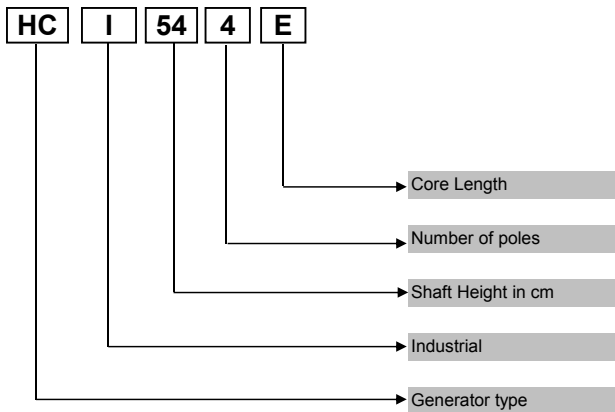 HC I 54 4 E
Core Length
Number of poles
Shaft Height in cm
Industrial
Generator type